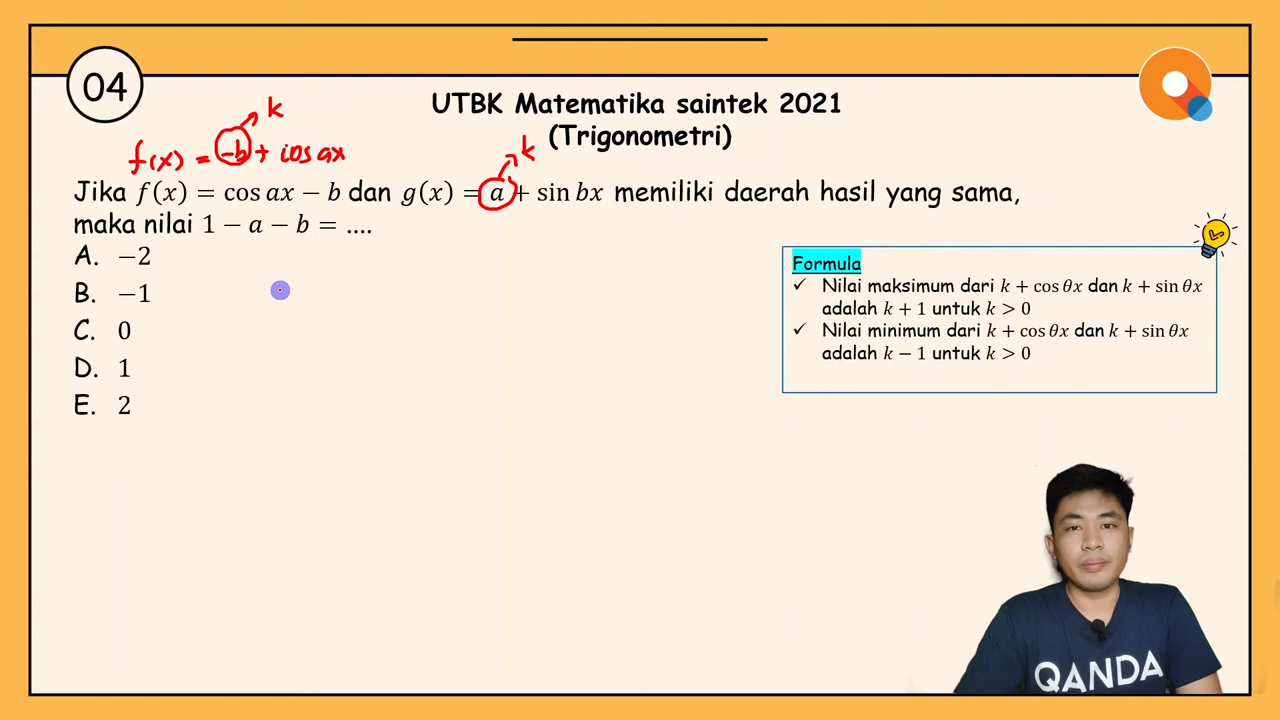 04
UTBK Matematika saintek 2021
(Trigonometri)
k
f(x) = -b + cos ax
k
Jika f(x) = cos ax − b dan g(x) = a + sin bx memiliki daerah hasil yang sama,
maka nilai 1 − a − b = ....
A. −2
B. −1
C. 0
D. 1
E. 2
Formula
✓ Nilai maksimum dari k + cos θx dan k + sin θx
adalah k + 1 untuk k > 0
✓ Nilai minimum dari k + cos θx dan k + sin θx
adalah k − 1 untuk k > 0
QANDA